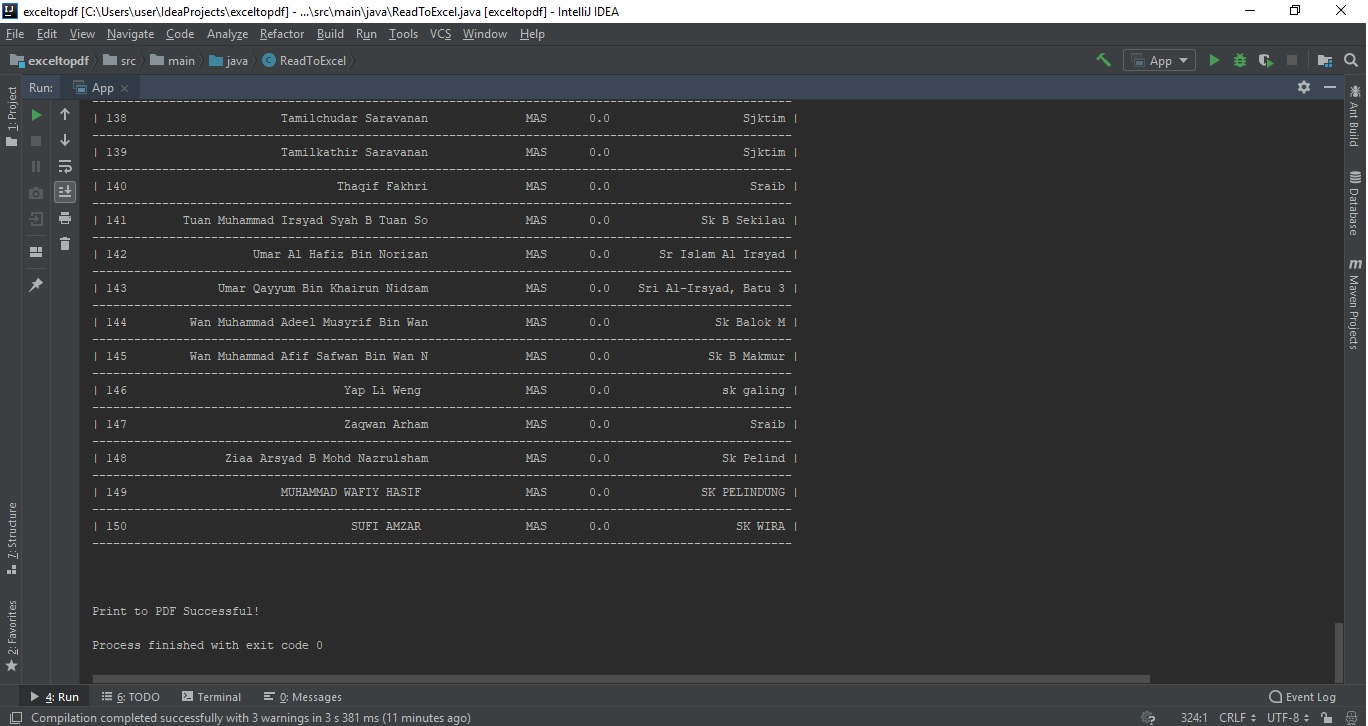 exceltopdf [C:\Users\user\IdeaProjects\exceltopdf] - ...\src\main\java\ReadToExcel.java [exceltopdf] - IntelliJ IDEA
File Edit View Navigate Code Analyze Refactor Build Run Tools VCS Window Help
exceltopdf src main java ReadToExcel App
Run: App
1: Project
7: Structure
2: Favorites
| 138 Tamilchudar Saravanan MAS 0.0 Sjktim |
| 139 Tamilkathir Saravanan MAS 0.0 Sjktim |
| 140 Thaqif Fakhri MAS 0.0 Sraib |
| 141 Tuan Muhammad Irsyad Syah B Tuan So MAS 0.0 Sk B Sekilau |
| 142 Umar Al Hafiz Bin Norizan MAS 0.0 Sr Islam Al Irsyad |
| 143 Umar Qayyum Bin Khairun Nidzam MAS 0.0 Sri Al-Irsyad, Batu 3 |
| 144 Wan Muhammad Adeel Musyrif Bin Wan MAS 0.0 Sk Balok M |
| 145 Wan Muhammad Afif Safwan Bin Wan N MAS 0.0 Sk B Makmur |
| 146 Yap Li Weng MAS 0.0 sk galing |
| 147 Zaqwan Arham MAS 0.0 Sraib |
| 148 Ziaa Arsyad B Mohd Nazrulsham MAS 0.0 Sk Pelind |
| 149 MUHAMMAD WAFIY HASIF MAS 0.0 SK PELINDUNG |
| 150 SUFI AMZAR MAS 0.0 SK WIRA |
Print to PDF Successful!
Process finished with exit code 0
Ant Build
Database
m Maven Projects
4: Run 6: TODO Terminal 0: Messages Event Log
Compilation completed successfully with 3 warnings in 3 s 381 ms (11 minutes ago) 324:1 CRLF UTF-8